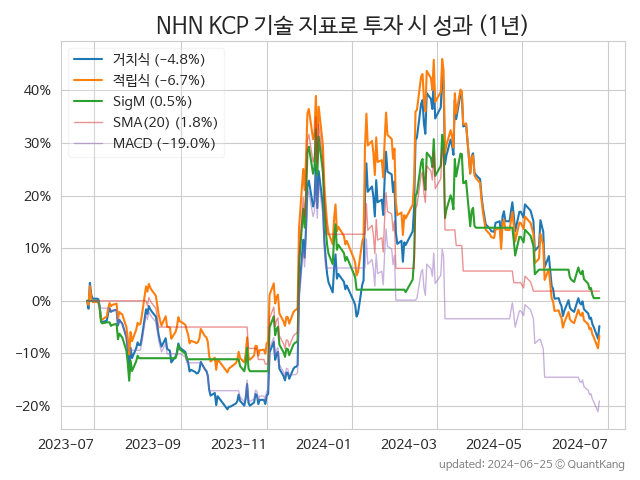 NHN KCP 기술 지표로 투자 시 성과 (1년)
거치식 (−4.8%)
적립식 (−6.7%)
SigM (0.5%)
SMA(20) (1.8%)
MACD (−19.0%)
40%
30%
20%
10%
0%
−10%
−20%
2023-07 2023-09 2023-11 2024-01 2024-03 2024-05 2024-07
updated: 2024-06-25 © QuantKang